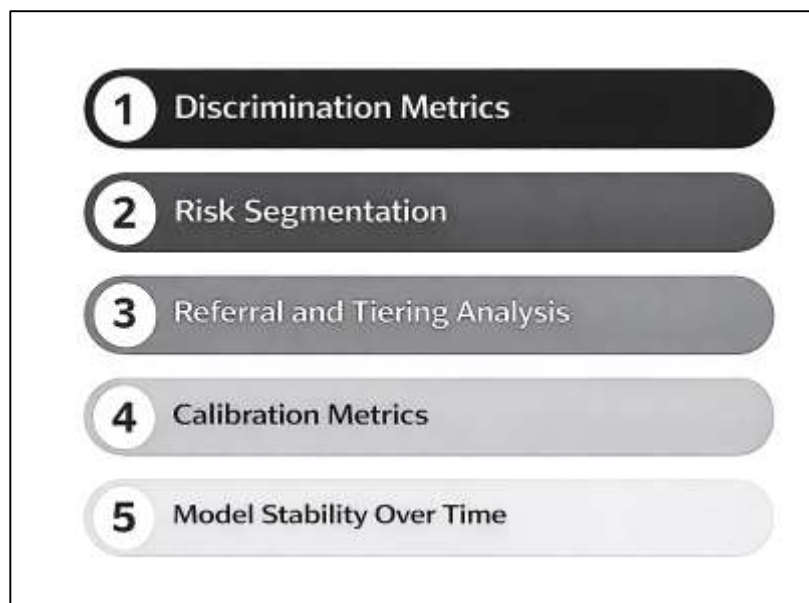 1 Discrimination Metrics
2 Risk Segmentation
3 Referral and Tiering Analysis
4 Calibration Metrics
5 Model Stability Over Time